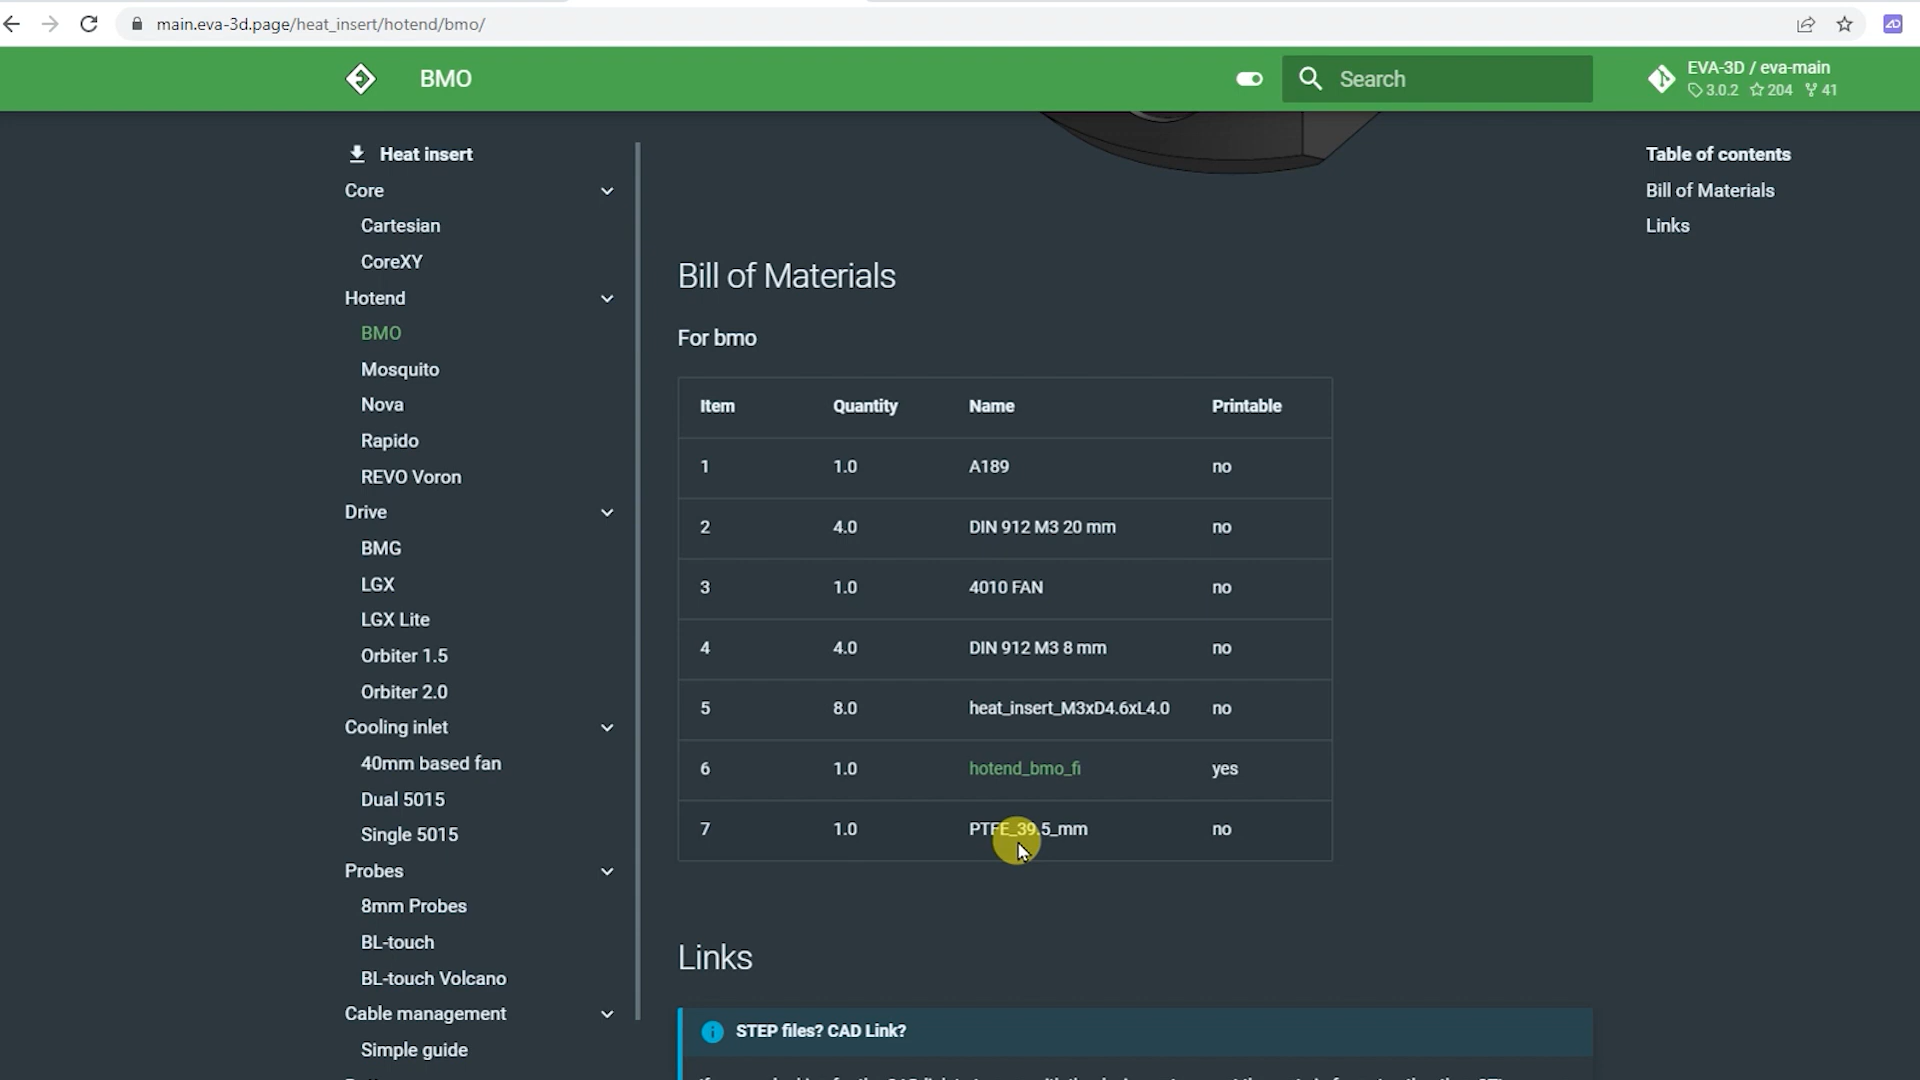 main.eva-3d.page/heat_insert/hotend/bmo/
BMO
Search
EVA-3D / eva-main
3.0.2 204 41
Heat insert
Core
Cartesian
CoreXY
Hotend
BMO
Mosquito
Nova
Rapido
REVO Voron
Drive
BMG
LGX
LGX Lite
Orbiter 1.5
Orbiter 2.0
Cooling inlet
40mm based fan
Dual 5015
Single 5015
Probes
8mm Probes
BL-touch
BL-touch Volcano
Cable management
Simple guide
Bill of Materials
For bmo
Item Quantity Name Printable
1 1.0 A189 no
2 4.0 DIN 912 M3 20 mm no
3 1.0 4010 FAN no
4 4.0 DIN 912 M3 8 mm no
5 8.0 heat_insert_M3xD4.6xL4.0 no
6 1.0 hotend_bmo_fi yes
7 1.0 PTFE_39.5_mm no
Links
STEP files? CAD Link?
Table of contents
Bill of Materials
Links